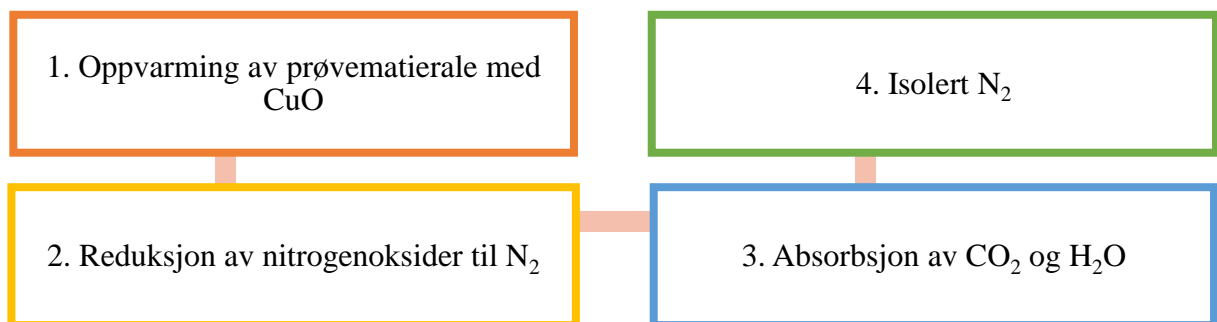 1. Oppvarming av prøvematierale med
CuO
2. Reduksjon av nitrogenoksider til N₂
3. Absorbsjon av CO₂ og H₂O
4. Isolert N₂